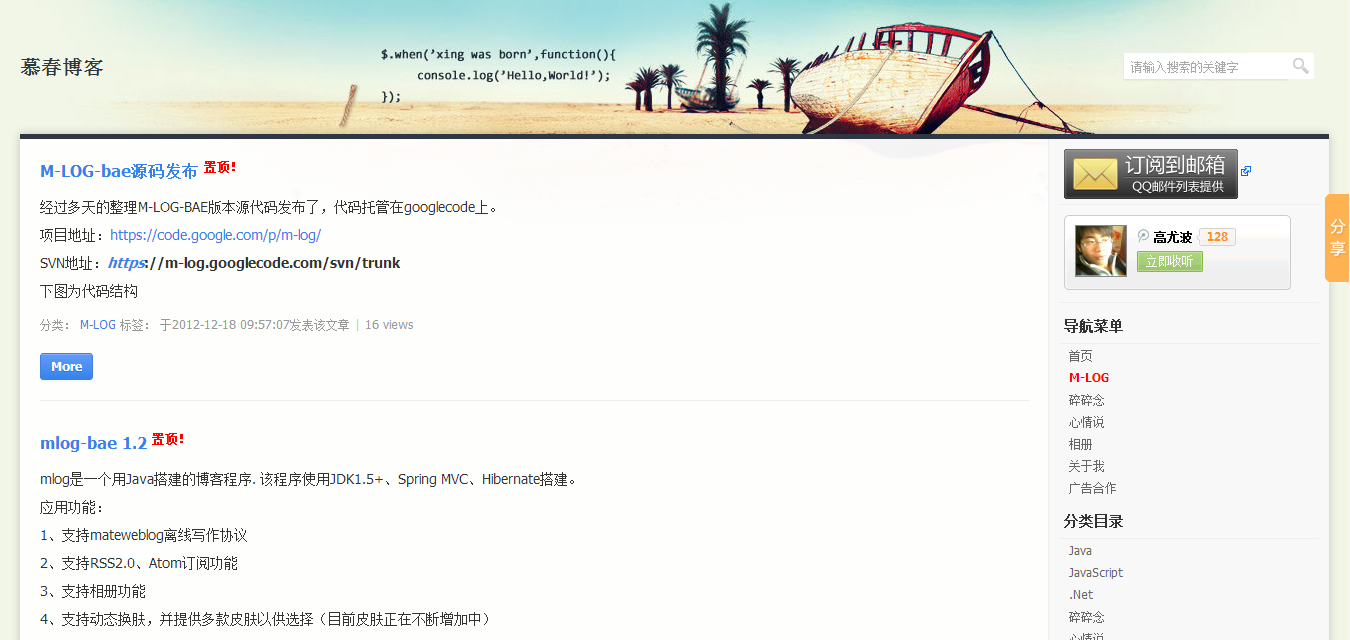 慕春博客
$.when('xing was born',function(){
console.log('Hello,World!');
});
请输入搜索的关键字
M-LOG-bae源码发布 置顶!
经过多天的整理M-LOG-BAE版本源代码发布了，代码托管在googlecode上。
项目地址：https://code.google.com/p/m-log/
SVN地址：https://m-log.googlecode.com/svn/trunk
下图为代码结构
分类： M-LOG 标签： 于2012-12-18 09:57:07发表该文章 | 16 views
More
mlog-bae 1.2 置顶!
mlog是一个用Java搭建的博客程序. 该程序使用JDK1.5+、Spring MVC、Hibernate搭建。
应用功能：
1、支持mateweblog离线写作协议
2、支持RSS2.0、Atom订阅功能
3、支持相册功能
4、支持动态换肤，并提供多款皮肤以供选择（目前皮肤正在不断增加中）
订阅到邮箱
QQ邮件列表提供
高尤波 128
立即收听
分享
导航菜单
首页
M-LOG
碎碎念
心情说
相册
关于我
广告合作
分类目录
Java
JavaScript
.Net
碎碎念
心情说